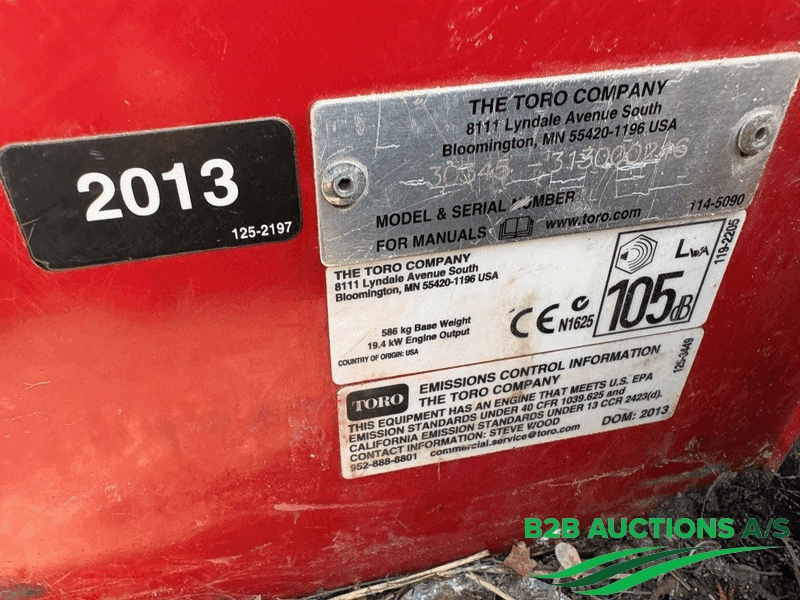 2013
125-2197
THE TORO COMPANY
8111 Lyndale Avenue South
Bloomington, MN 55420-1196 USA
30345 - 313000246
MODEL & SERIAL NUMBER
FOR MANUALS www.toro.com
114-5090
THE TORO COMPANY
8111 Lyndale Avenue South
Bloomington, MN 55420-1196 USA
586 kg Base Weight
19.4 kW Engine Output
COUNTRY OF ORIGIN: USA
CE N1625
LWA
105dB
119-2205
TORO
EMISSIONS CONTROL INFORMATION
THE TORO COMPANY
THIS EQUIPMENT HAS AN ENGINE THAT MEETS U.S. EPA
EMISSION STANDARDS UNDER 40 CFR 1039.625 and
CALIFORNIA EMISSION STANDARDS UNDER 13 CCR 2423(d).
CONTACT INFORMATION: STEVE WOOD
952-888-8801 commercial.service@toro.com
DOM: 2013
125-3449
B2B AUCTIONS A/S